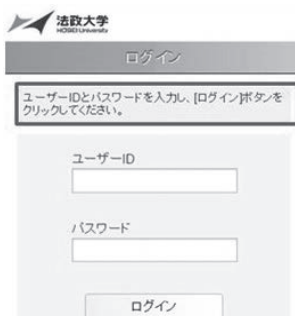 法政大学
HOSEI University
ログイン
ユーザーIDとパスワードを入力し、[ログイン]ボタンを
クリックしてください。
ユーザーID
パスワード
ログイン